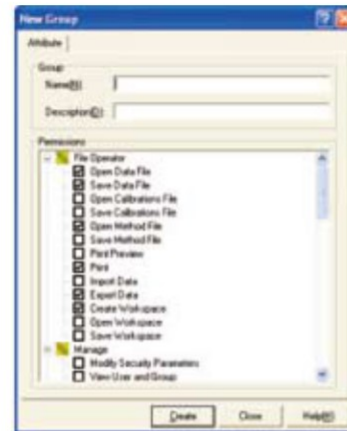 New Group
Attribute
Group
Name(N):
Description(D):
Permissions
File Operator
Open Data File
Save Data File
Open Calibrations File
Save Calibrations File
Open Method File
Save Method File
Print Preview
Print
Import Data
Export Data
Create Workspace
Open Workspace
Save Workspace
Manage
Modify Security Parameters
View User and Group
Create
Close
Help(H)